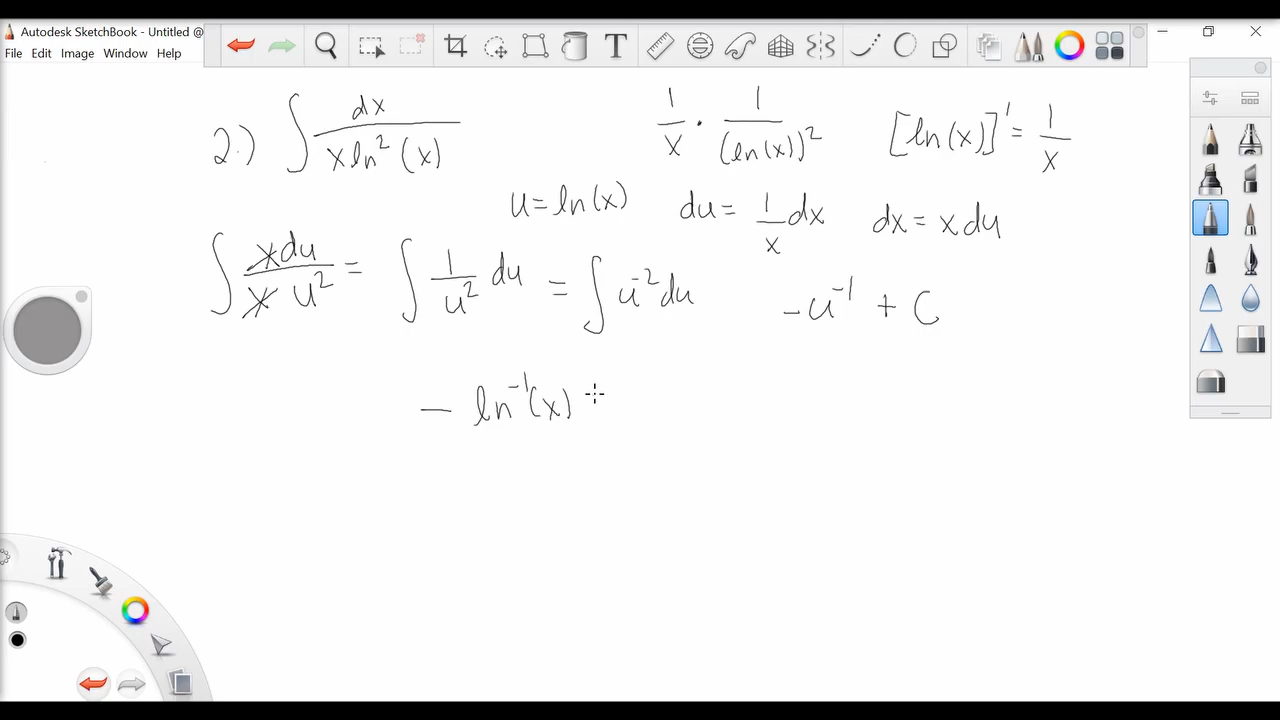 Autodesk SketchBook - Untitled @
File Edit Image Window Help
2.) ∫ dx / (x ln² (x))    1/x · 1/(ln(x))²    [ln(x)]' = 1/x
u = ln(x)    du = 1/x dx    dx = x du
∫ x du / (x u²) = ∫ 1/u² du = ∫ u⁻² du    - u⁻¹ + C
- ln⁻¹(x)